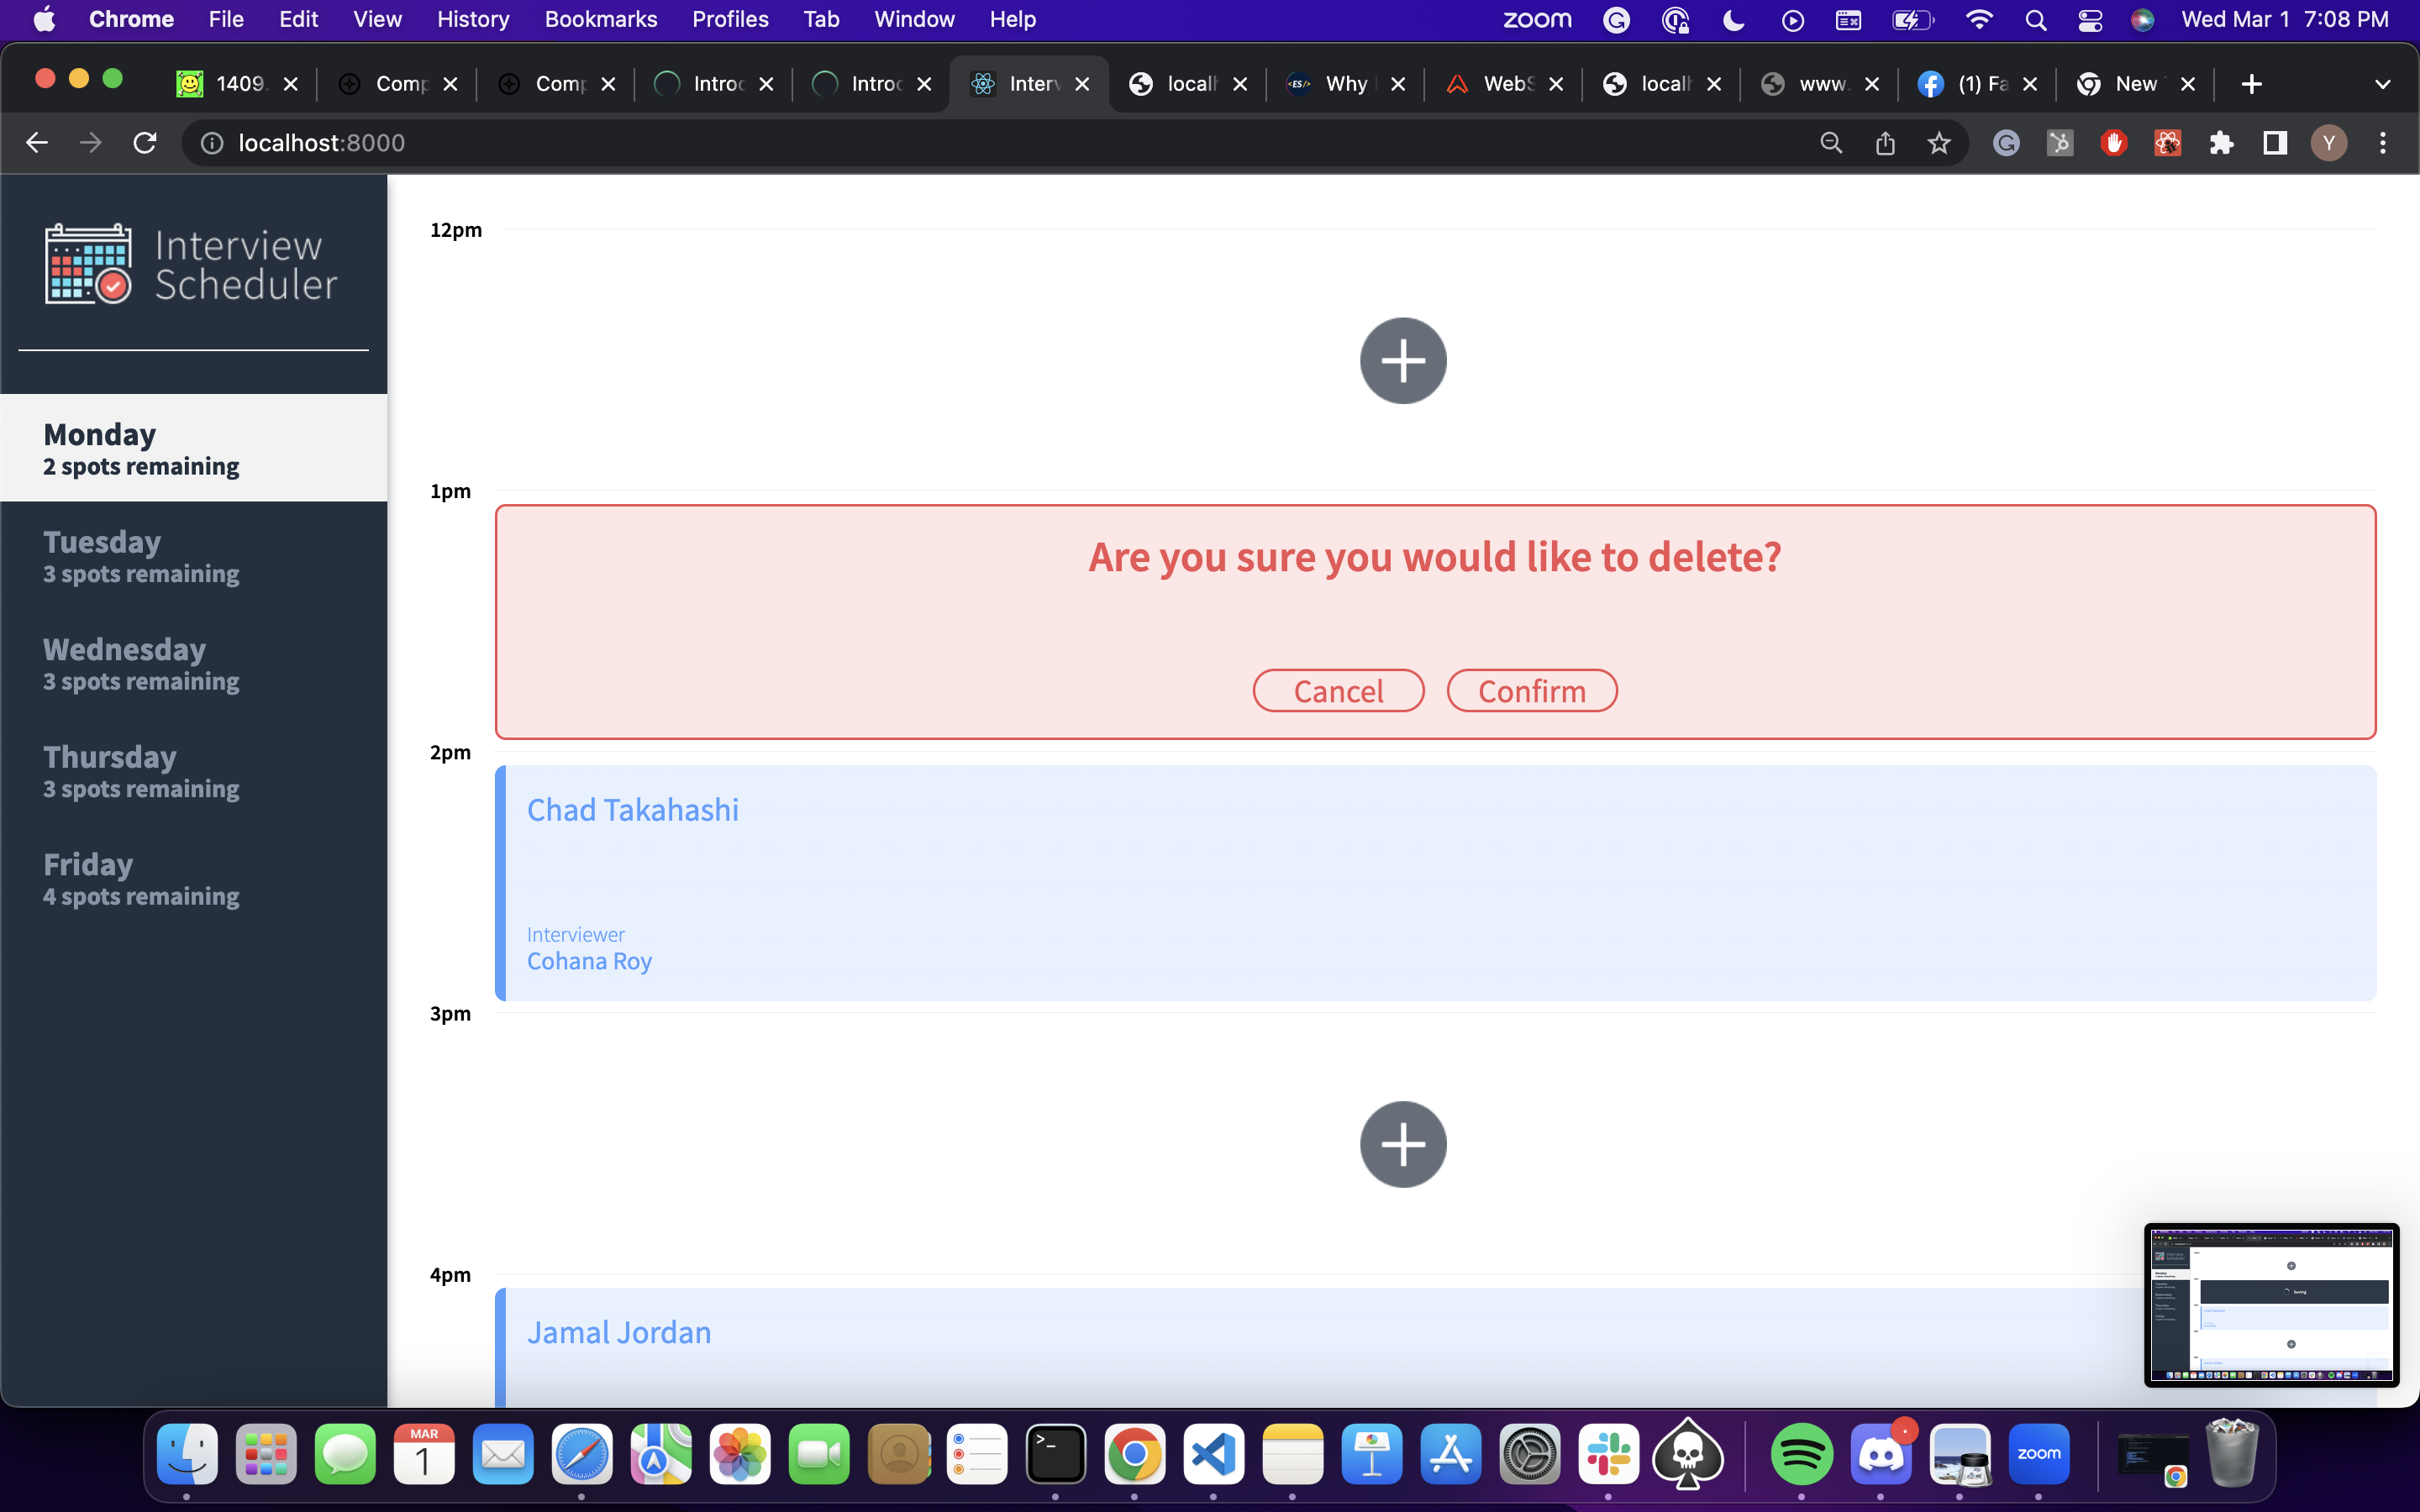 Chrome File Edit View History Bookmarks Profiles Tab Window Help zoom Wed Mar 1 7:08 PM
1409. Comp Comp Introc Introc Interv localh Why WebS localh www. (1) Fa New
localhost:8000 Y
Interview
Scheduler
Monday
2 spots remaining
Tuesday
3 spots remaining
Wednesday
3 spots remaining
Thursday
3 spots remaining
Friday
4 spots remaining
12pm
1pm
Are you sure you would like to delete?
Cancel Confirm
2pm
Chad Takahashi
Interviewer
Cohana Roy
3pm
4pm
Jamal Jordan
Saving
MAR
1
zoom